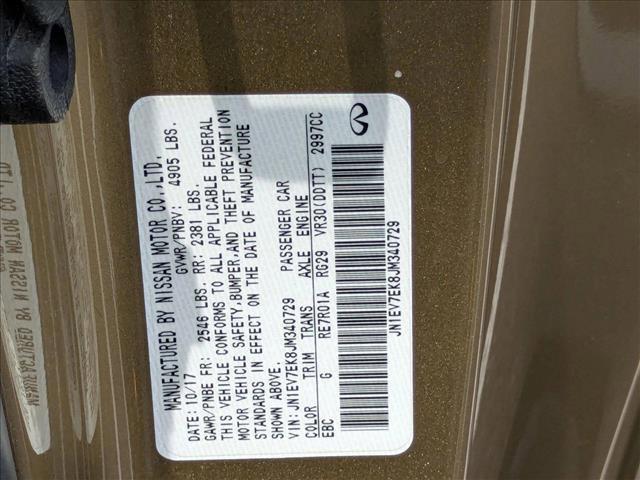 MANUFACTURED BY NISSAN MOTOR CO.,LTD.
DATE: 10/17 GVWR/PNBV: 4905 LBS.
GAWR/PNBE FR: 2546 LBS. RR: 2381 LBS.
THIS VEHICLE CONFORMS TO ALL APPLICABLE FEDERAL
MOTOR VEHICLE SAFETY,BUMPER,AND THEFT PREVENTION
STANDARDS IN EFFECT ON THE DATE OF MANUFACTURE
SHOWN ABOVE.
VIN: JN1EV7EK8JM340729 PASSENGER CAR
COLOR TRIM TRANS AXLE ENGINE
EBC G RE7R01A RG29 VR30(DDTT) 2997CC
JN1EV7EK8JM340729